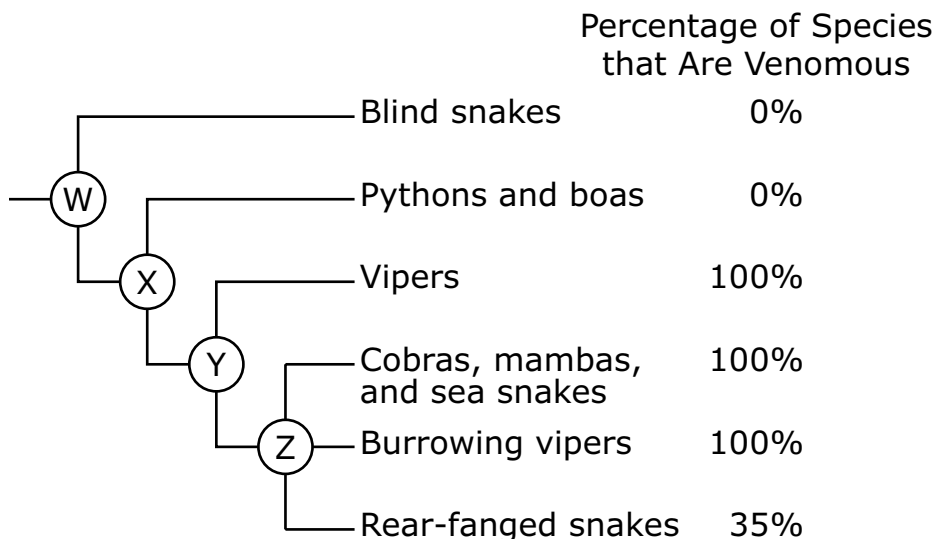 Percentage of Species
that Are Venomous
Blind snakes 0%
W
Pythons and boas 0%
X
Vipers 100%
Y
Cobras, mambas, 100%
and sea snakes
Z
Burrowing vipers 100%
Rear-fanged snakes 35%